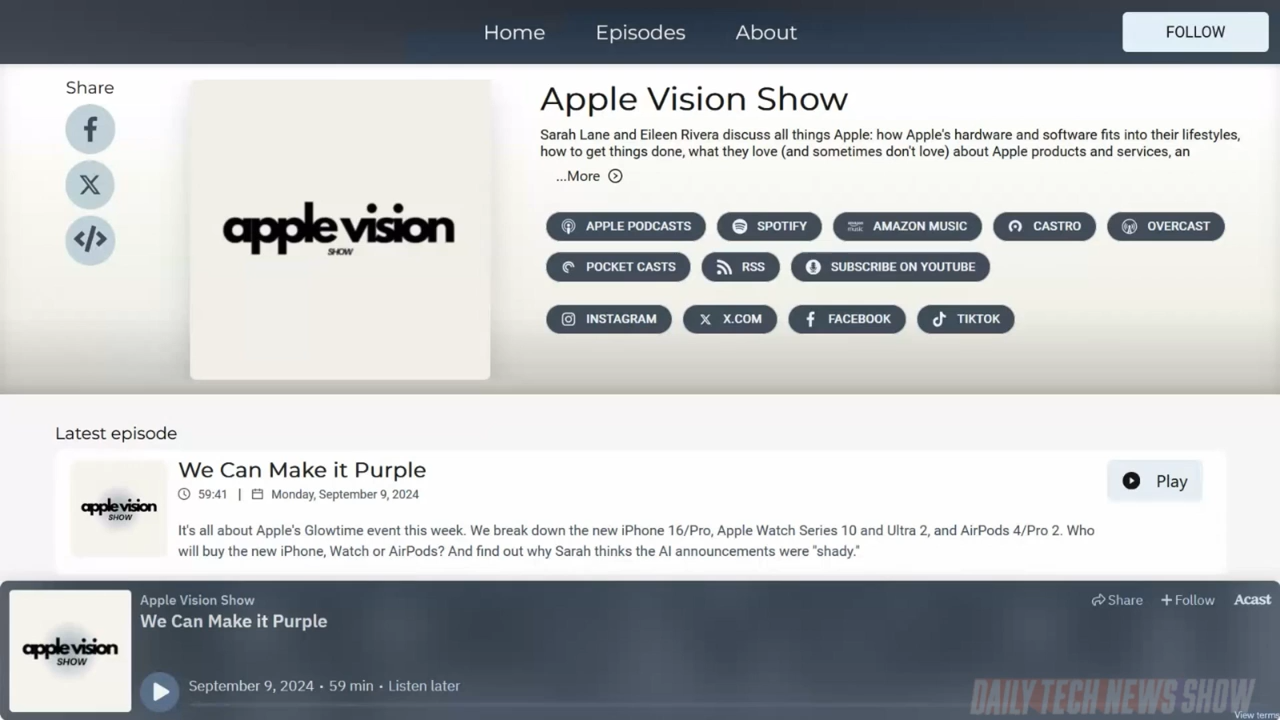 Home Episodes About FOLLOW
Share
apple vision
SHOW
Apple Vision Show
Sarah Lane and Eileen Rivera discuss all things Apple: how Apple's hardware and software fits into their lifestyles,
how to get things done, what they love (and sometimes don't love) about Apple products and services, an
...More
APPLE PODCASTS SPOTIFY amazon music AMAZON MUSIC CASTRO OVERCAST
POCKET CASTS RSS SUBSCRIBE ON YOUTUBE
INSTAGRAM X.COM FACEBOOK TIKTOK
Latest episode
apple vision
SHOW
We Can Make it Purple
59:41 | Monday, September 9, 2024
It's all about Apple's Glowtime event this week. We break down the new iPhone 16/Pro, Apple Watch Series 10 and Ultra 2, and AirPods 4/Pro 2. Who
will buy the new iPhone, Watch or AirPods? And find out why Sarah thinks the AI announcements were "shady."
Play
apple vision
SHOW
Apple Vision Show
We Can Make it Purple
September 9, 2024 • 59 min • Listen later
Share +Follow Acast
DAILY TECH NEWS SHOW
View terms